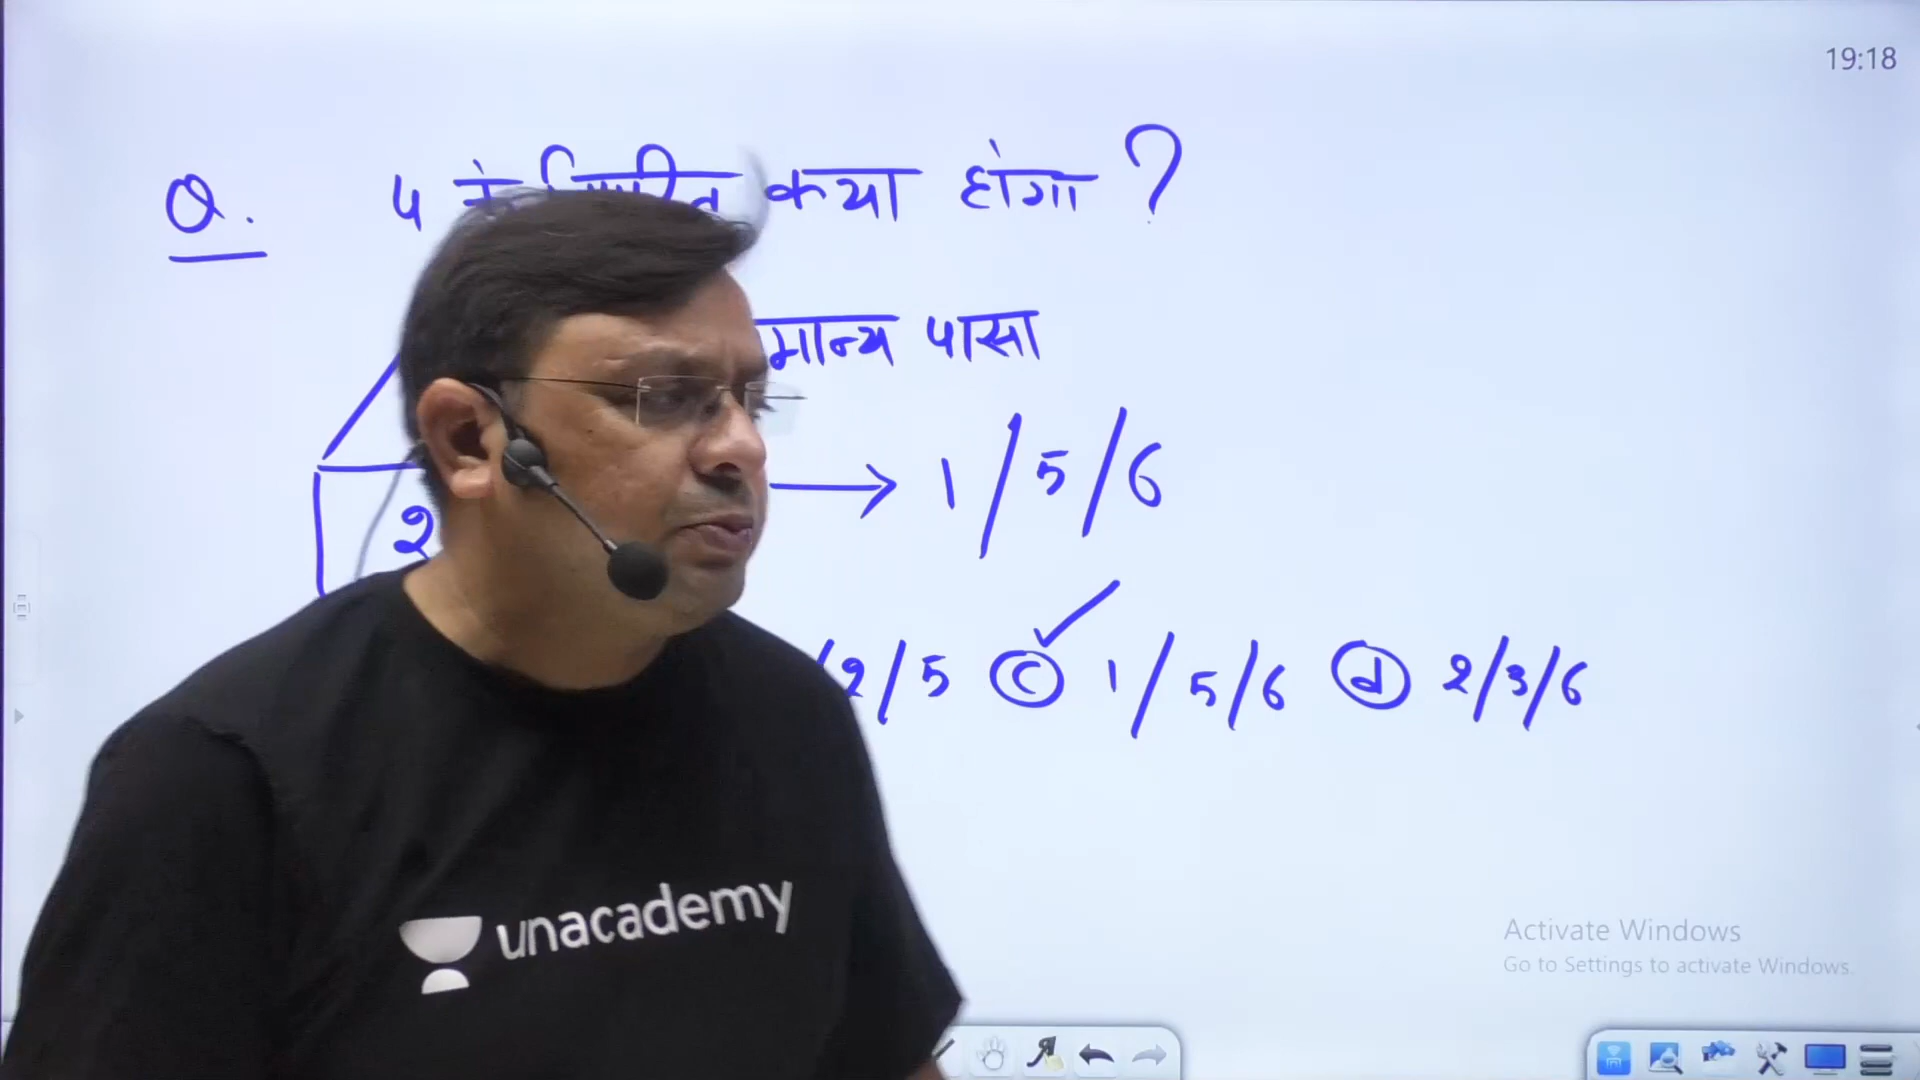 19:18
Q. 4 के विपरीत क्या होगा ?
मान्य पासा
2 → 1/5/6
2/5 ⓒ ✓ 1/5/6 ⓓ 2/3/6
unacademy
Activate Windows
Go to Settings to activate Windows.